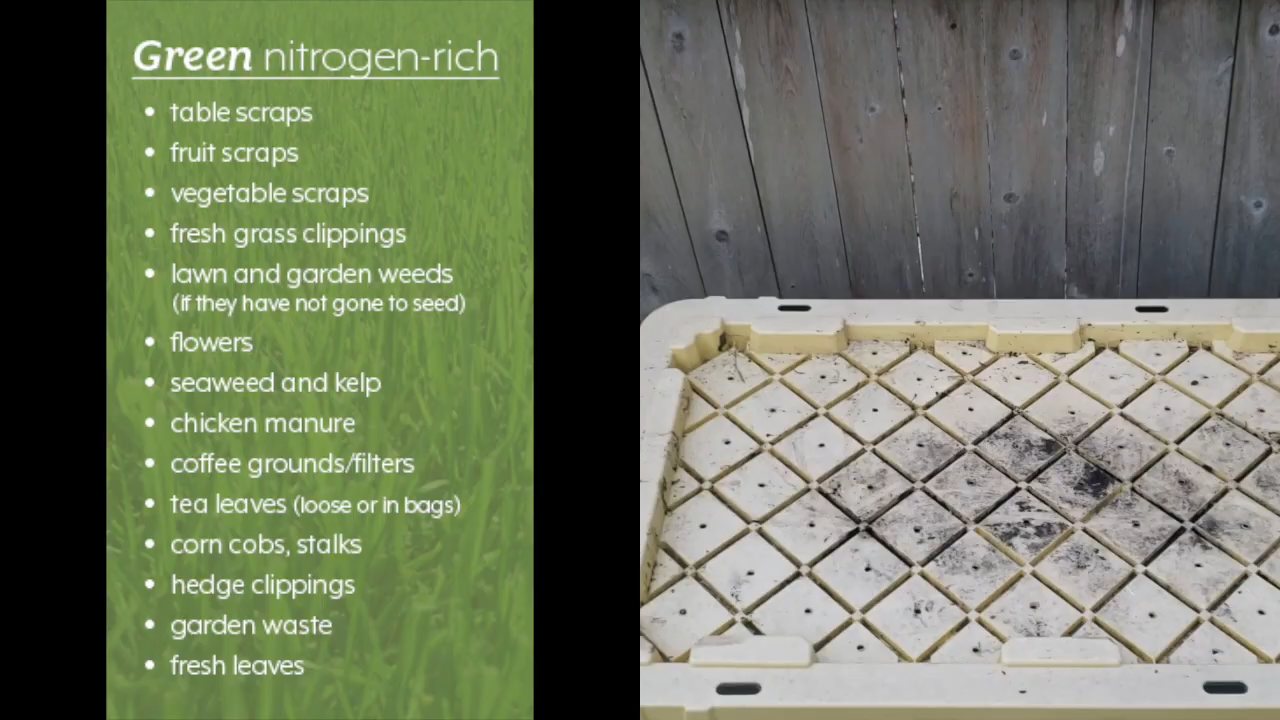 Green nitrogen-rich
• table scraps
• fruit scraps
• vegetable scraps
• fresh grass clippings
• lawn and garden weeds
(if they have not gone to seed)
• flowers
• seaweed and kelp
• chicken manure
• coffee grounds/filters
• tea leaves (loose or in bags)
• corn cobs, stalks
• hedge clippings
• garden waste
• fresh leaves